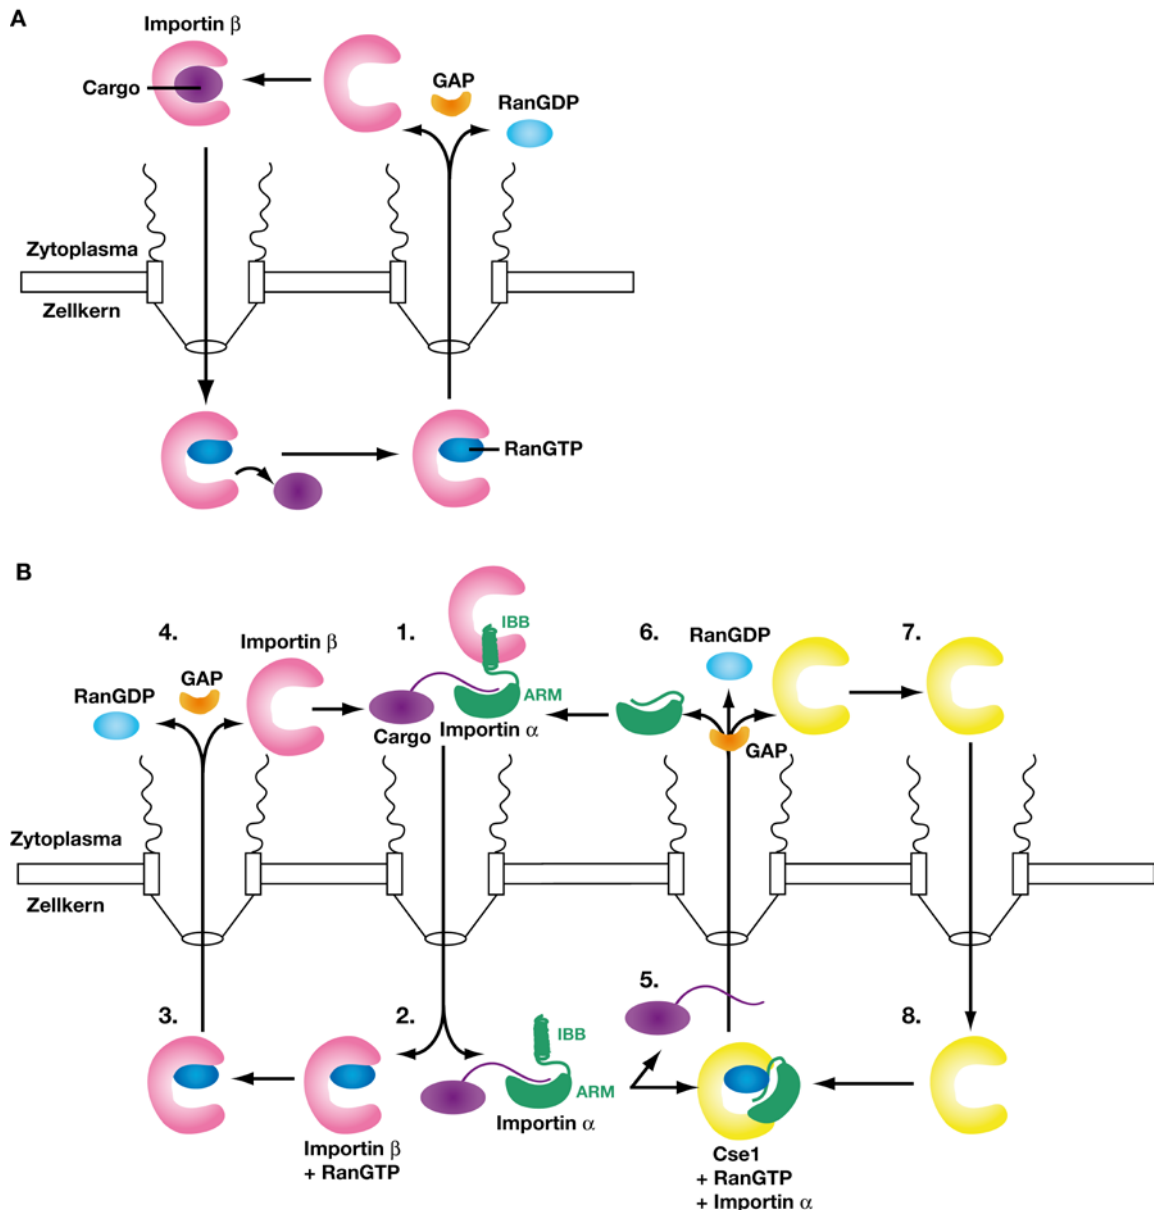 A
Importin β
Cargo
GAP
RanGDP
Zytoplasma
Zellkern
RanGTP
B
4.
Importin β
1.
IBB
6.
RanGDP
7.
RanGDP
GAP
ARM
Cargo
Importin α
GAP
Zytoplasma
Zellkern
3.
2.
IBB
5.
8.
ARM
Importin α
Importin β
+ RanGTP
Cse1
+ RanGTP
+ Importin α